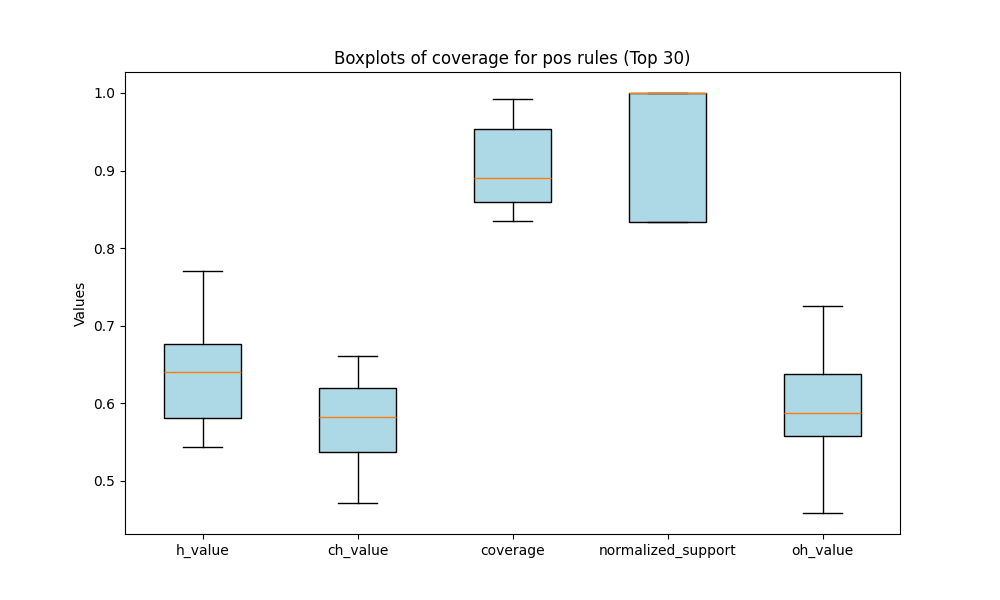 Boxplots of coverage for pos rules (Top 30)
Values
1.0
0.9
0.8
0.7
0.6
0.5
h_value
ch_value
coverage
normalized_support
oh_value